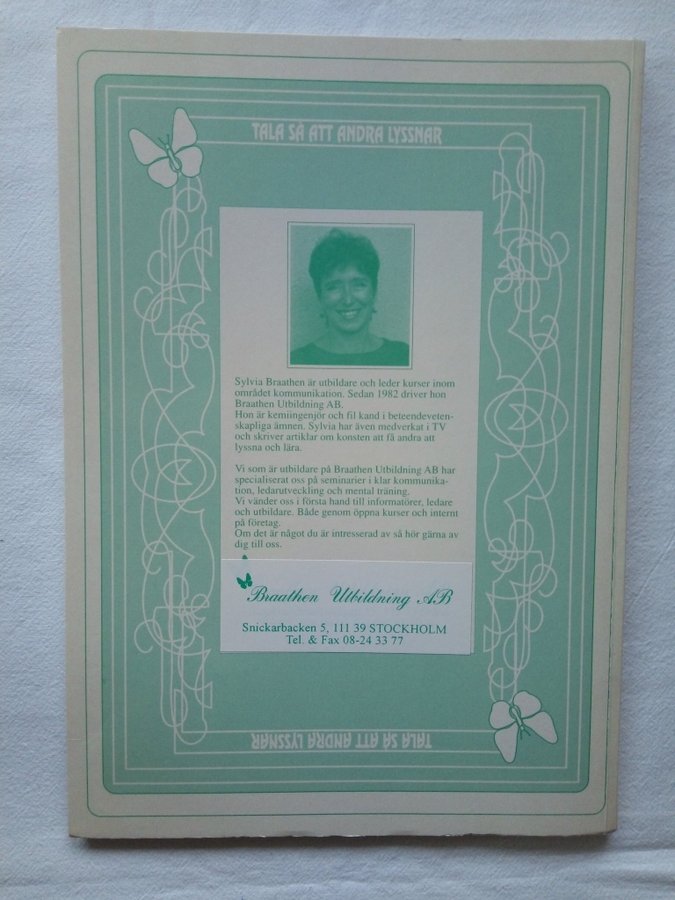 TALA SÅ ATT ANDRA LYSSNAR
Sylvia Braathen är utbildare och leder kurser inom
området kommunikation. Sedan 1982 driver hon
Braathen Utbildning AB.
Hon är kemiingenjör och fil kand i beteendeveten-
skapliga ämnen. Sylvia har även medverkat i TV
och skriver artiklar om konsten att få andra att
lyssna och lära.
Vi som är utbildare på Braathen Utbildning AB har
specialiserat oss på seminarier i klar kommunika-
tion, ledarutveckling och mental träning.
Vi vänder oss i första hand till informatörer, ledare
och utbildare. Både genom öppna kurser och internt
på företag.
Om det är något du är intresserad av så hör gärna av
dig till oss.
Braathen Utbildning AB
Snickarbacken 5, 111 39 STOCKHOLM
Tel. & Fax 08-24 33 77
TALA SÅ ATT ANDRA LYSSNAR